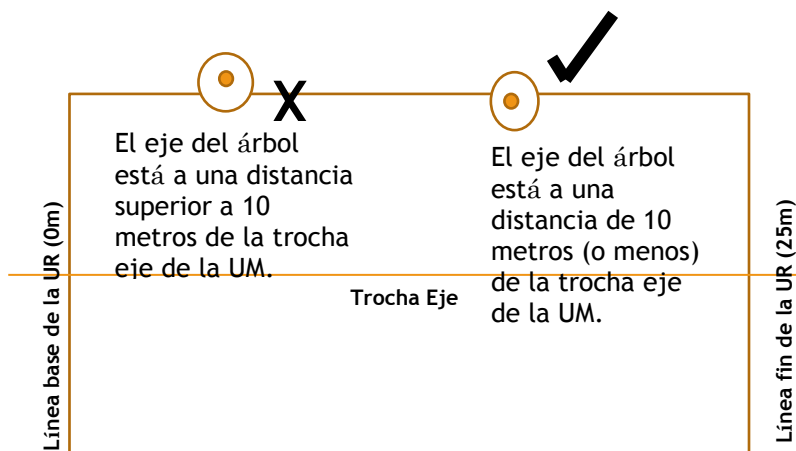 X
El eje del árbol
está a una distancia
superior a 10
metros de la trocha
eje de la UM.
El eje del árbol
está a una
distancia de 10
metros (o menos)
de la trocha eje
de la UM.
Trocha Eje
Línea base de la UR (0m)
Línea fin de la UR (25m)